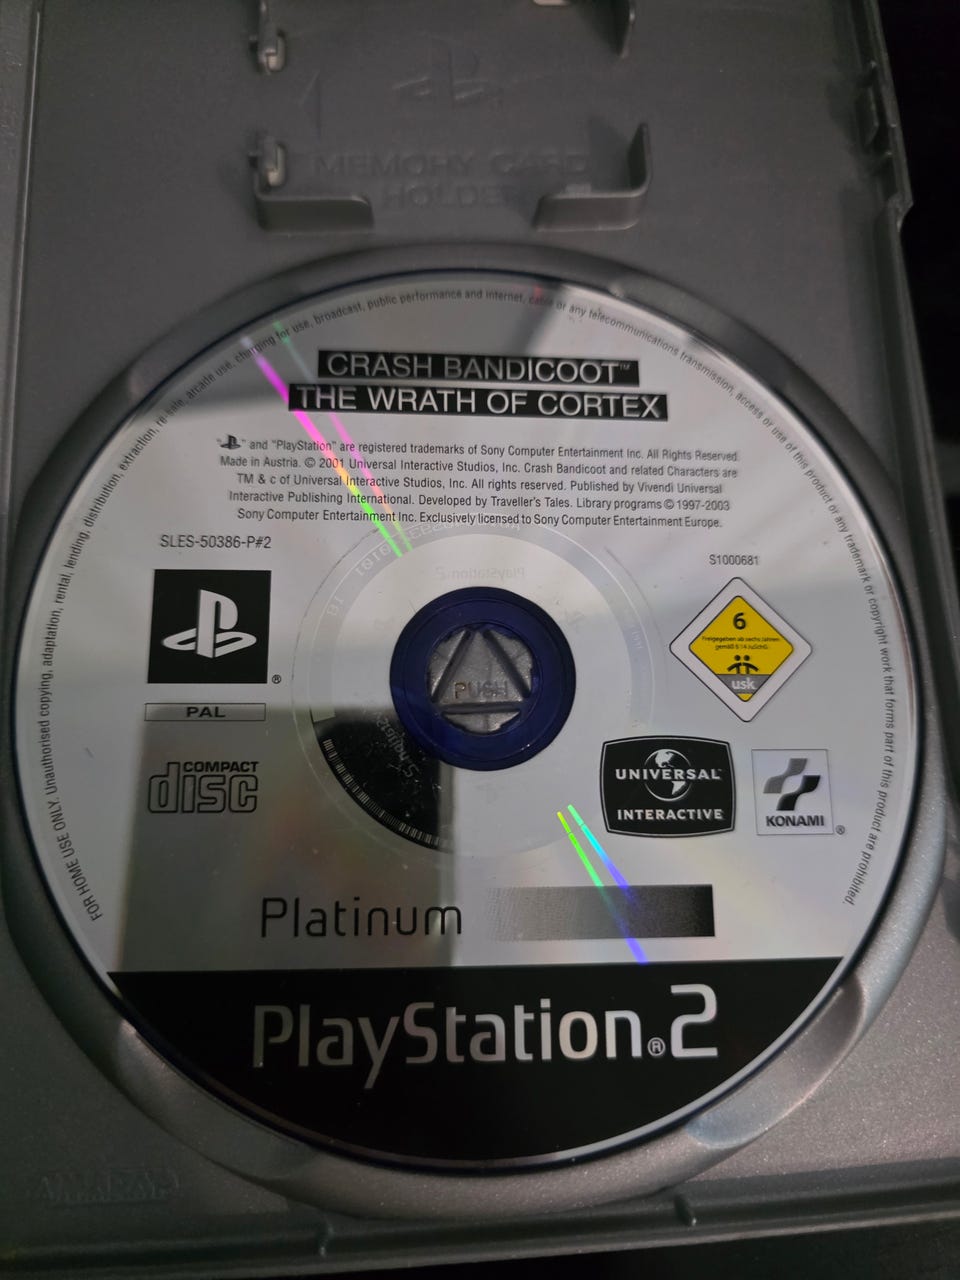 MEMORY CARD
HOLDER
FOR HOME USE ONLY. Unauthorised copying, adaptation, rental, lending, distribution, extraction, re-sale, arcade use, charging for use, broadcast, public performance and internet, cable or any telecommunications transmission, access or use of this product or any trademark or copyright work that forms part of this product are prohibited.
CRASH BANDICOOT™
THE WRATH OF CORTEX
" " and "PlayStation" are registered trademarks of Sony Computer Entertainment Inc. All Rights Reserved.
Made in Austria. © 2001 Universal Interactive Studios, Inc. Crash Bandicoot and related Characters are
TM & c of Universal Interactive Studios, Inc. All rights reserved. Published by Vivendi Universal
Interactive Publishing International. Developed by Traveller's Tales. Library programs © 1997-2003
Sony Computer Entertainment Inc. Exclusively licensed to Sony Computer Entertainment Europe.
SLES-50386-P#2
S1000681
®
PAL
COMPACT
disc
PUSH
6
Freigegeben ab sechs Jahren
gemäß § 14 JuSchG.
usk
UNIVERSAL
INTERACTIVE
KONAMI®
Platinum
PlayStation®2